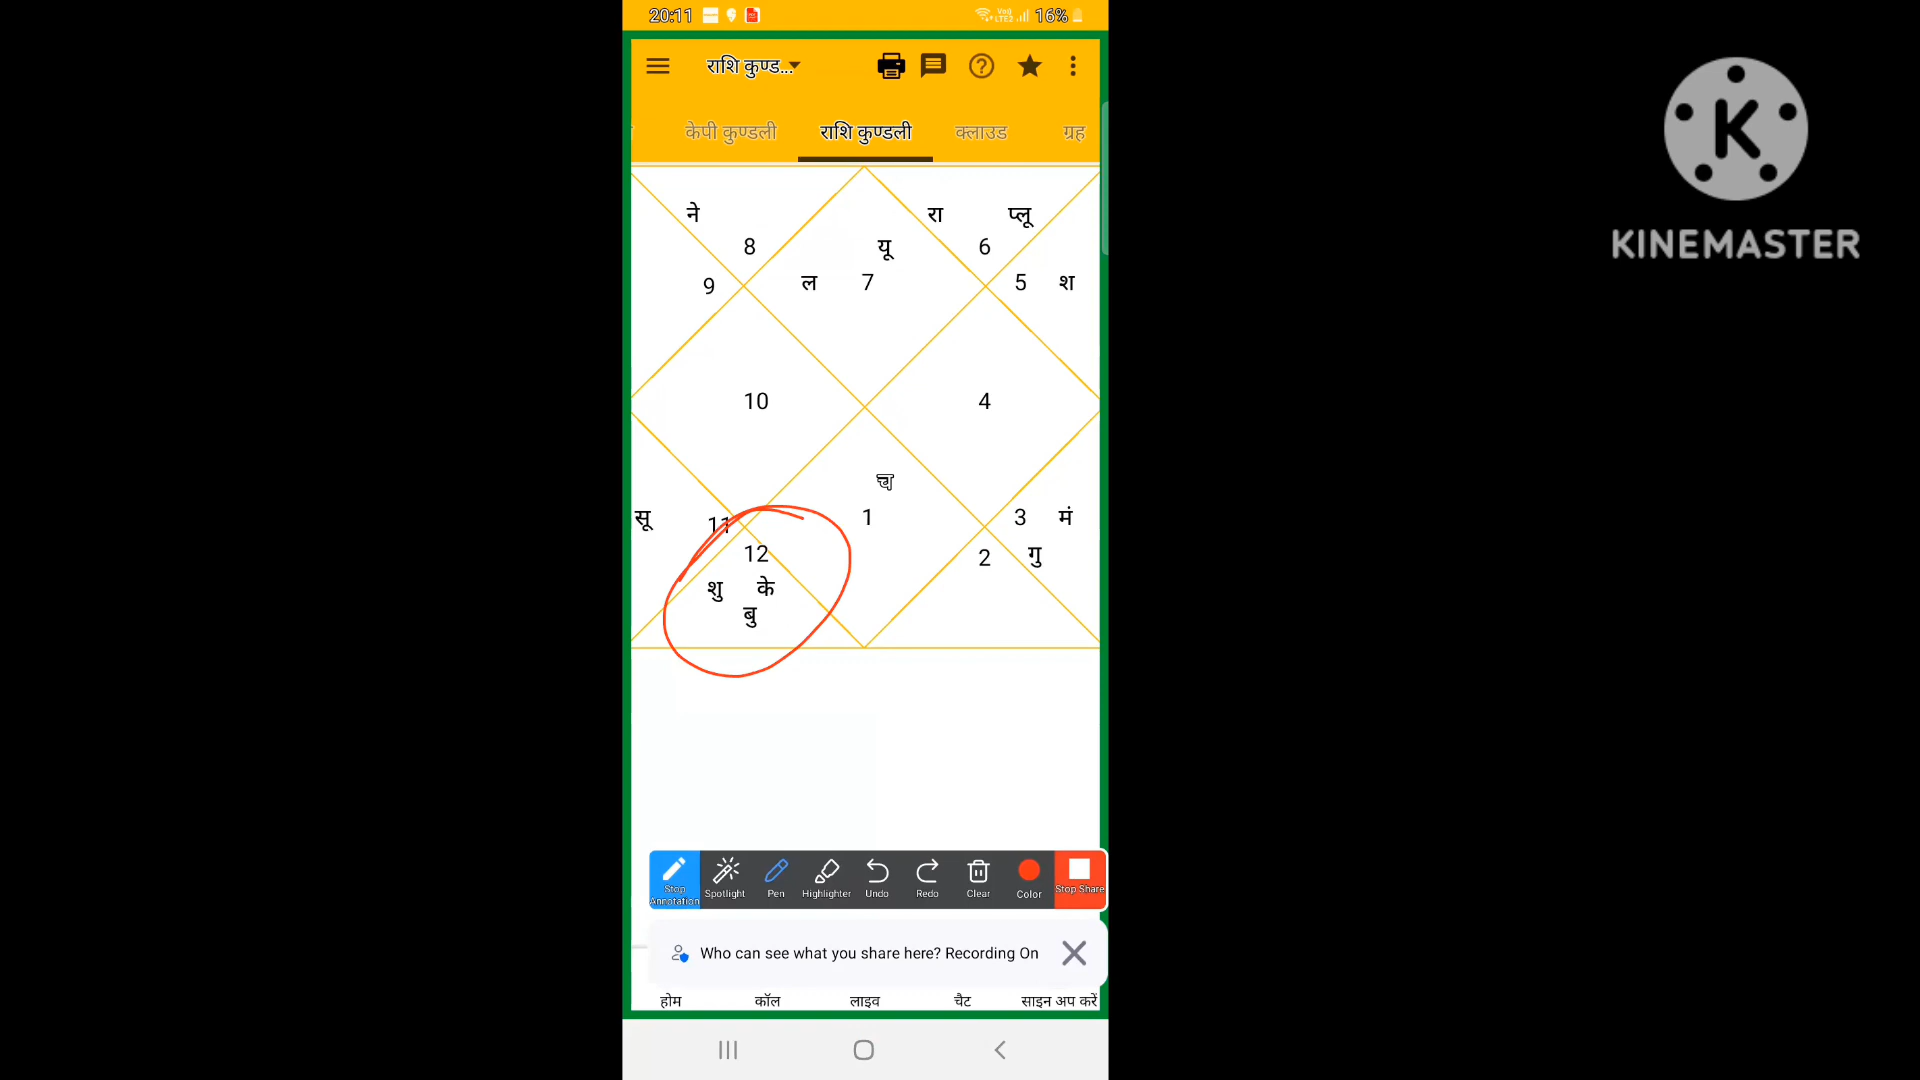 20:11 Vo)) LTE2 16%
राशि कुण्ड...
केपी कुण्डली राशि कुण्डली क्लाउड ग्रह
ने रा प्लू
8 यू 6
9 ल 7 5 श
10 4
च
सू 11 1 3 मं
12 2 गु
शु के
बु
Stop Annotation Spotlight Pen Highlighter Undo Redo Clear Color Stop Share
Who can see what you share here? Recording On
होम कॉल लाइव चैट साइन अप करें
K
KINEMASTER